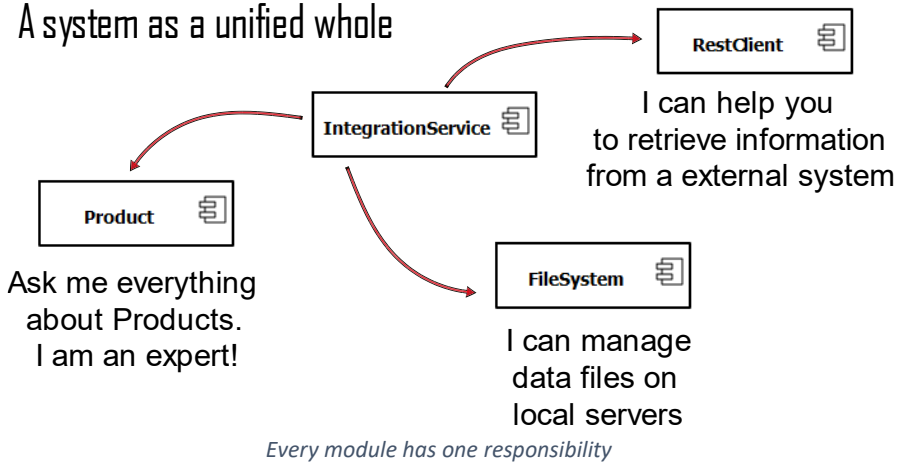 A system as a unified whole
RestClient
I can help you
to retrieve information
from a external system
IntegrationService
Product
Ask me everything
about Products.
I am an expert!
FileSystem
I can manage
data files on
local servers
Every module has one responsibility